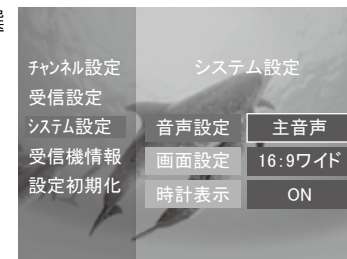 チャンネル設定
受信設定
システム設定
受信機情報
設定初期化
システム設定
音声設定 主音声
画面設定 16:9ワイド
時計表示 ON